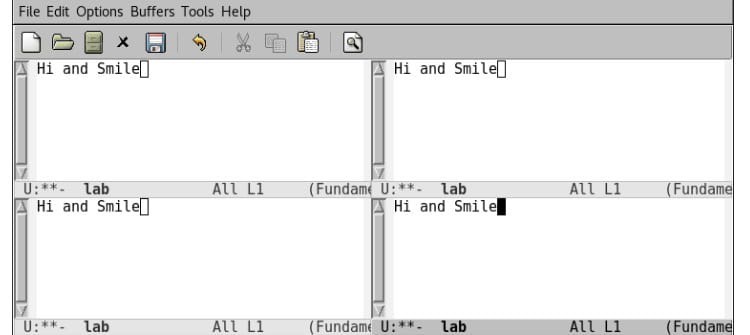 File Edit Options Buffers Tools Help
Hi and Smile
Hi and Smile
U:**- lab All L1 (Fundame
U:**- lab All L1 (Fundame
Hi and Smile
Hi and Smile
U:**- lab All L1 (Fundame
U:**- lab All L1 (Fundame